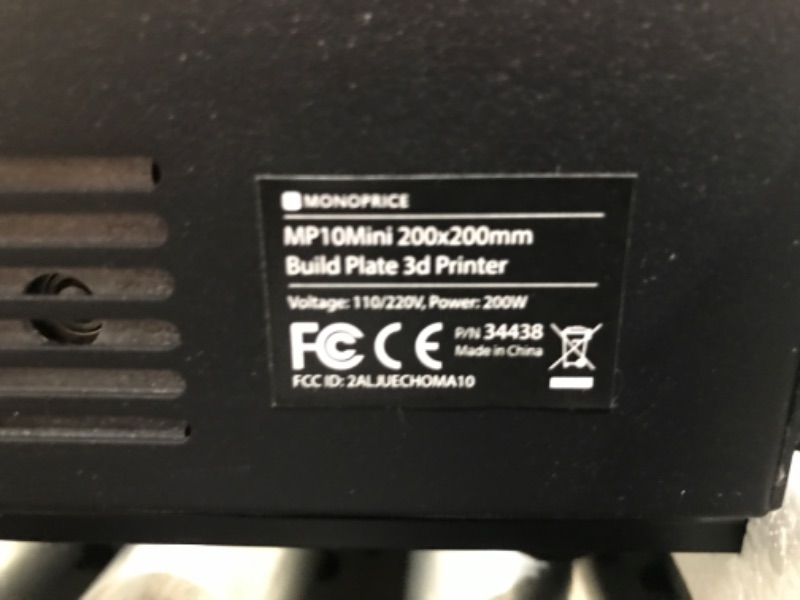 MONOPRICE
MP10Mini 200x200mm
Build Plate 3d Printer
Voltage: 110/220V, Power: 200W
FC CE
P/N 34438
Made in China
FCC ID: 2ALJUECHOMA10